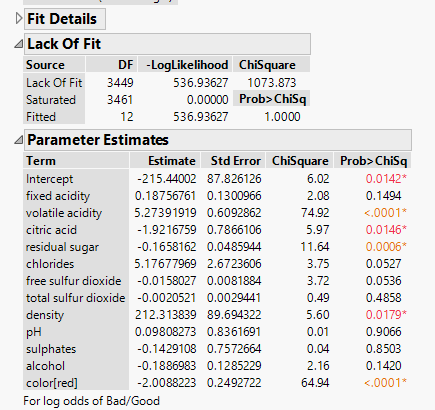 Fit Details
Lack Of Fit
Source DF -LogLikelihood ChiSquare
Lack Of Fit 3449 536.93627 1073.873
Saturated 3461 0.00000 Prob>ChiSq
Fitted 12 536.93627 1.0000
Parameter Estimates
Term Estimate Std Error ChiSquare Prob>ChiSq
Intercept -215.44002 87.826126 6.02 0.0142*
fixed acidity 0.18756761 0.1300966 2.08 0.1494
volatile acidity 5.27391919 0.6092862 74.92 <.0001*
citric acid -1.9216759 0.7866106 5.97 0.0146*
residual sugar -0.1658162 0.0485944 11.64 0.0006*
chlorides 5.17677969 2.6723606 3.75 0.0527
free sulfur dioxide -0.0158027 0.0081884 3.72 0.0536
total sulfur dioxide -0.0020521 0.0029441 0.49 0.4858
density 212.313839 89.694322 5.60 0.0179*
pH 0.09808273 0.8361691 0.01 0.9066
sulphates -0.1429108 0.7572664 0.04 0.8503
alcohol -0.1886983 0.1285229 2.16 0.1420
color[red] -2.0088223 0.2492722 64.94 <.0001*
For log odds of Bad/Good